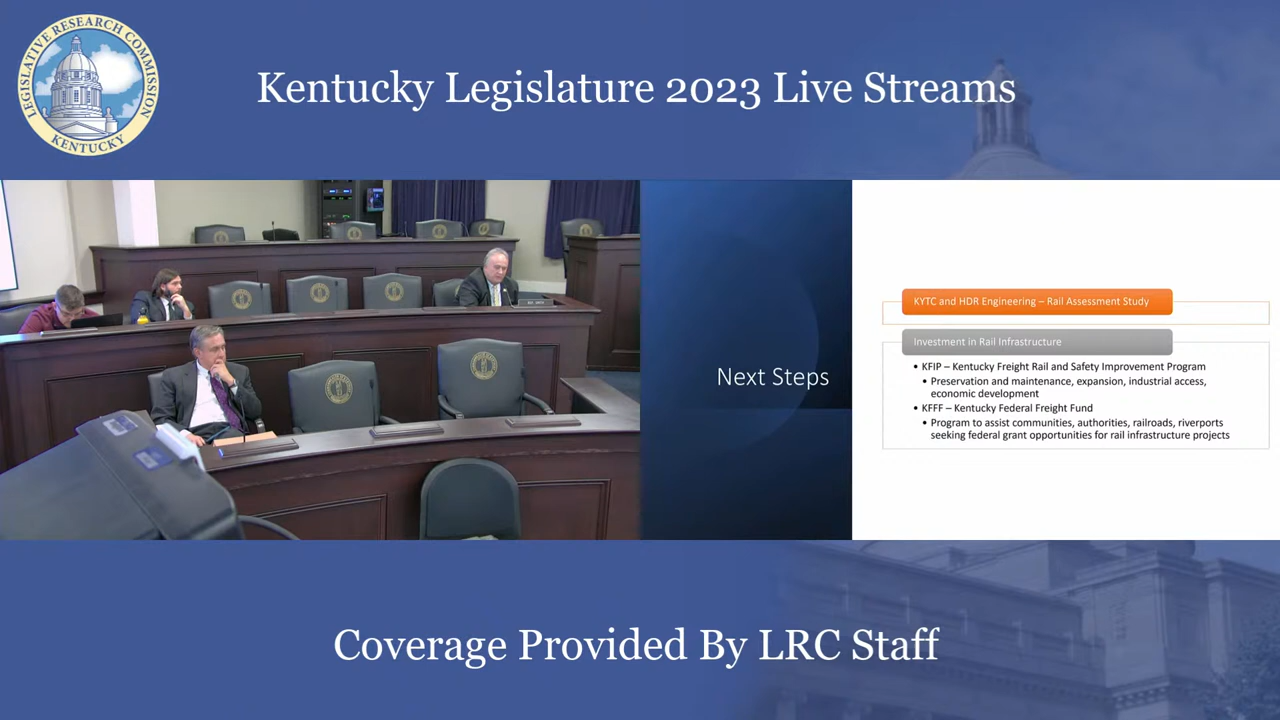 LEGISLATIVE RESEARCH COMMISSION
KENTUCKY
Kentucky Legislature 2023 Live Streams
Next Steps
KYTC and HDR Engineering – Rail Assessment Study
Investment in Rail Infrastructure
• KFIP – Kentucky Freight Rail and Safety Improvement Program
• Preservation and maintenance, expansion, industrial access,
economic development
• KFFF – Kentucky Federal Freight Fund
• Program to assist communities, authorities, railroads, riverports
seeking federal grant opportunities for rail infrastructure projects
Coverage Provided By LRC Staff